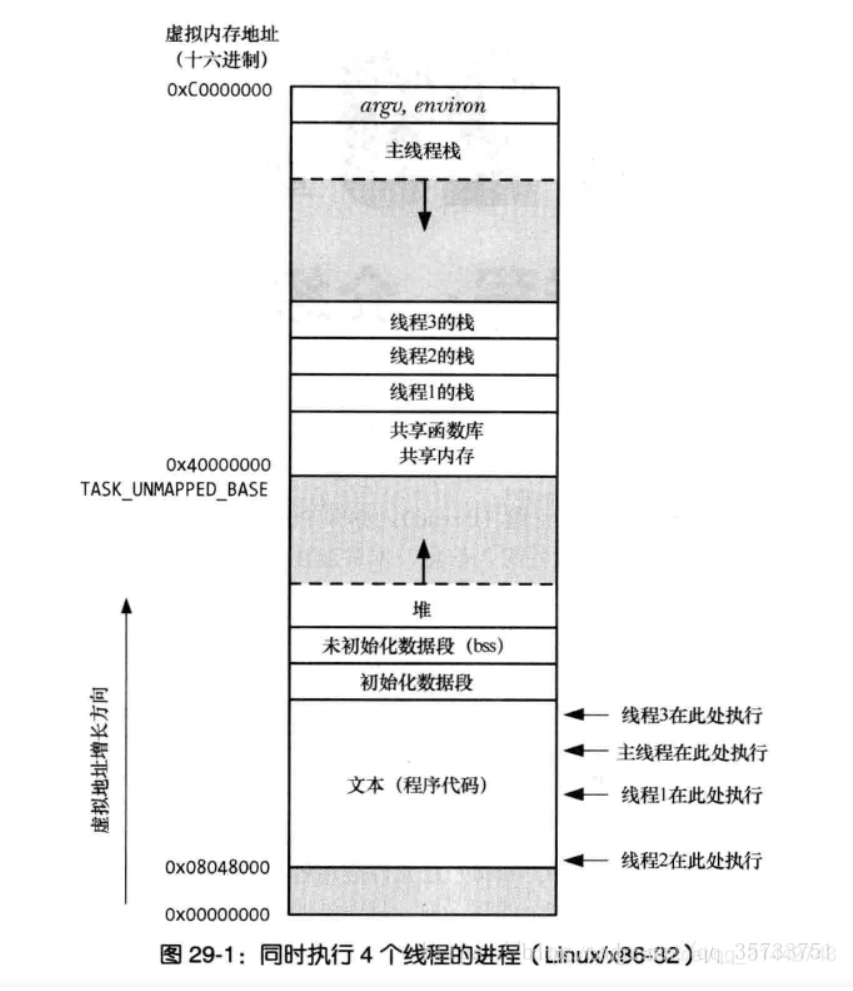 虚拟内存地址
(十六进制)
0xC0000000
argv, environ
主线程栈
线程3的栈
线程2的栈
线程1的栈
共享函数库
共享内存
0x40000000
TASK_UNMAPPED_BASE
堆
未初始化数据段（bss）
初始化数据段
虚拟地址增长方向
文本（程序代码）
线程3在此处执行
主线程在此处执行
线程1在此处执行
线程2在此处执行
0x08048000
0x00000000
图 29-1：同时执行 4 个线程的进程（Linux/x86-32）